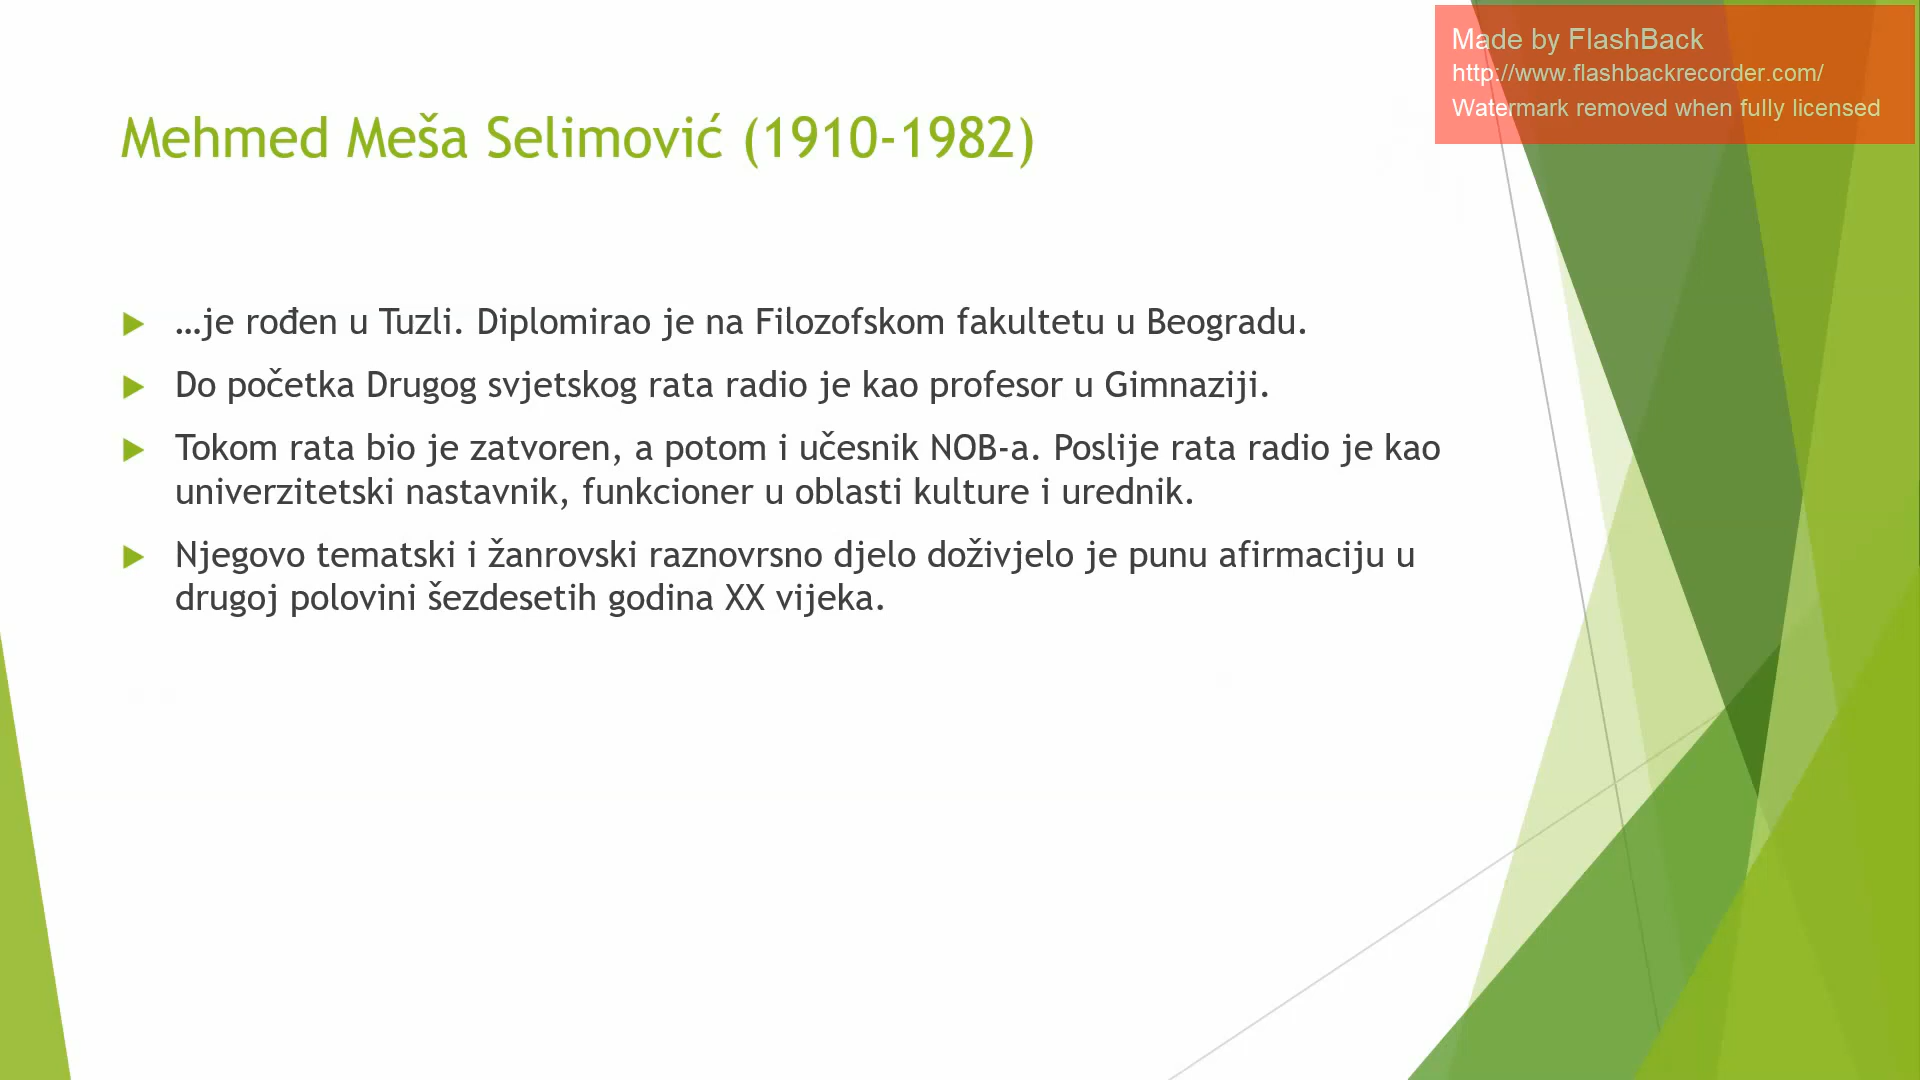 Made by FlashBack
http://www.flashbackrecorder.com/
Watermark removed when fully licensed
Mehmed Meša Selimović (1910-1982)
…je rođen u Tuzli. Diplomirao je na Filozofskom fakultetu u Beogradu.
Do početka Drugog svjetskog rata radio je kao profesor u Gimnaziji.
Tokom rata bio je zatvoren, a potom i učesnik NOB-a. Poslije rata radio je kao
univerzitetski nastavnik, funkcioner u oblasti kulture i urednik.
Njegovo tematski i žanrovski raznovrsno djelo doživjelo je punu afirmaciju u
drugoj polovini šezdesetih godina XX vijeka.